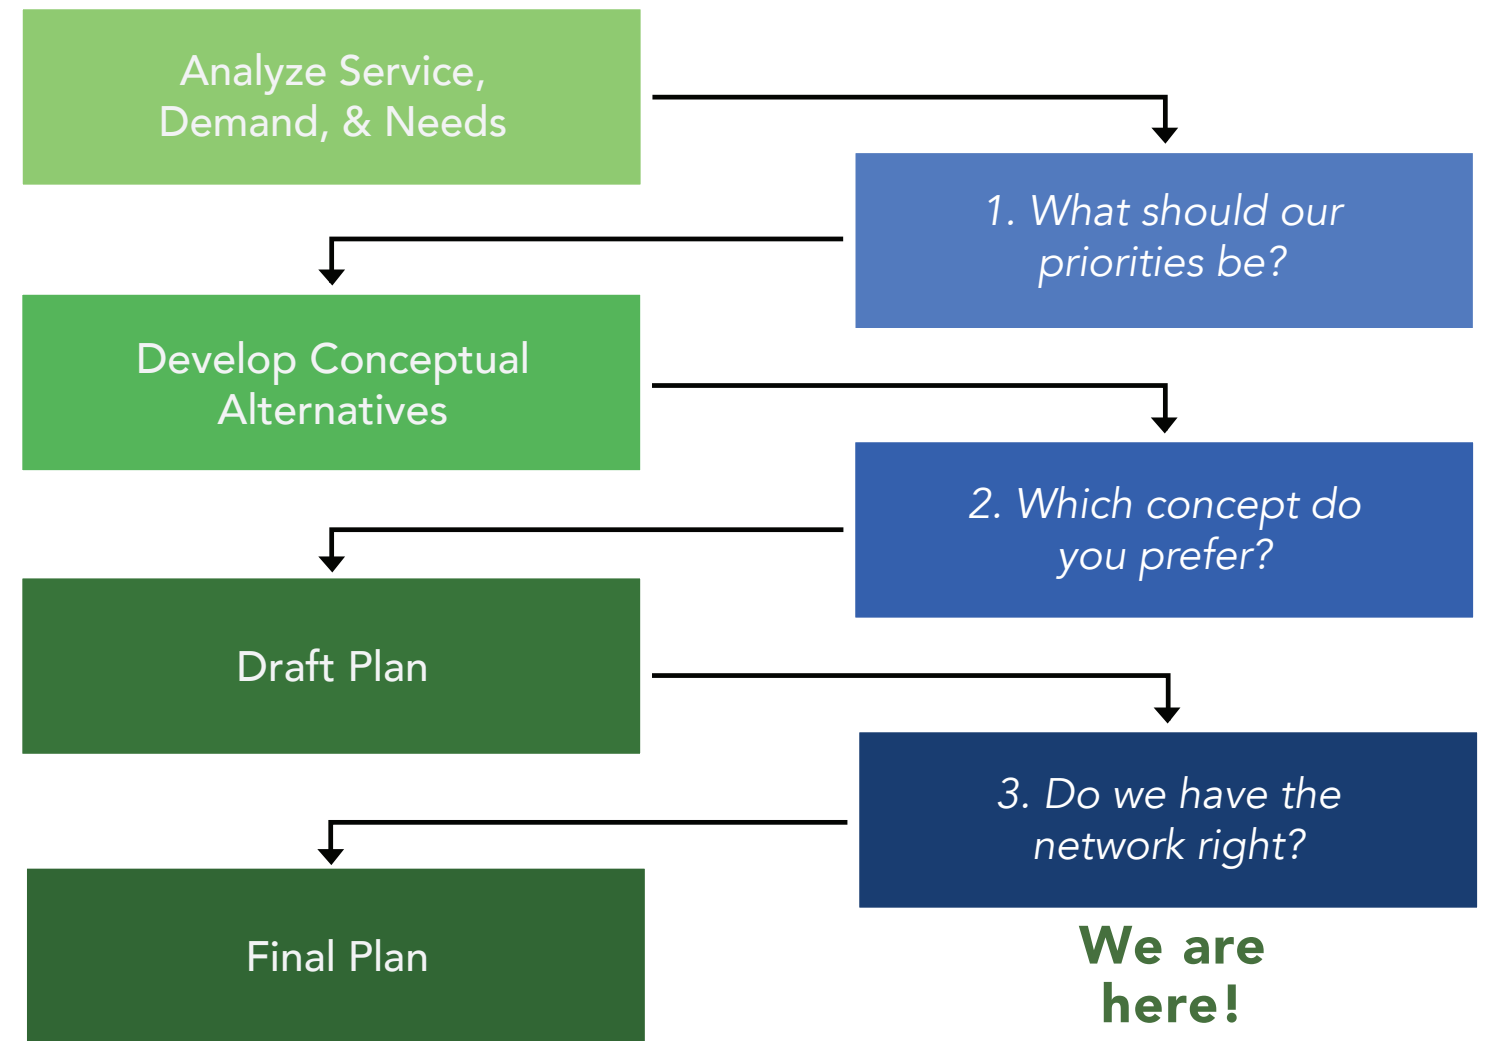 Analyze Service,
Demand, & Needs
1. What should our
priorities be?
Develop Conceptual
Alternatives
2. Which concept do
you prefer?
Draft Plan
3. Do we have the
network right?
We are
here!
Final Plan